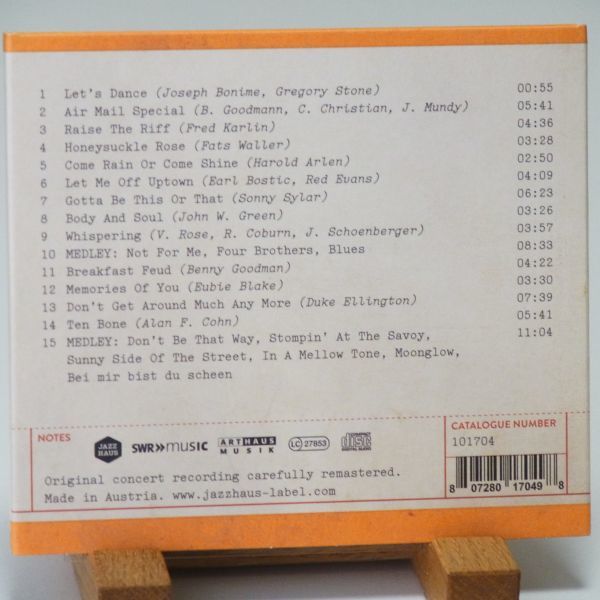 1 Let's Dance (Joseph Bonime, Gregory Stone) 00:55
2 Air Mail Special (B. Goodmann, C. Christian, J. Mundy) 05:41
3 Raise The Riff (Fred Karlin) 04:36
4 Honeysuckle Rose (Fats Waller) 03:28
5 Come Rain Or Come Shine (Harold Arlen) 02:50
6 Let Me Off Uptown (Earl Bostic, Red Evans) 04:09
7 Gotta Be This Or That (Sonny Sylar) 06:23
8 Body And Soul (John W. Green) 03:26
9 Whispering (V. Rose, R. Coburn, J. Schoenberger) 03:57
10 MEDLEY: Not For Me, Four Brothers, Blues 08:33
11 Breakfast Feud (Benny Goodman) 04:22
12 Memories Of You (Eubie Blake) 03:30
13 Don't Get Around Much Any More (Duke Ellington) 07:39
14 Ten Bone (Alan F. Cohn) 05:41
15 MEDLEY: Don't Be That Way, Stompin' At The Savoy, 11:04
Sunny Side Of The Street, In A Mellow Tone, Moonglow,
Bei mir bist du scheen
NOTES
JAZZ
HAUS
SWR>>MUSIC
ARTHAUS
MUSIK
LC 27853
disc
DIGITAL AUDIO
CATALOGUE NUMBER
101704
Original concert recording carefully remastered.
Made in Austria. www.jazzhaus-label.com
8 07280 17049 8